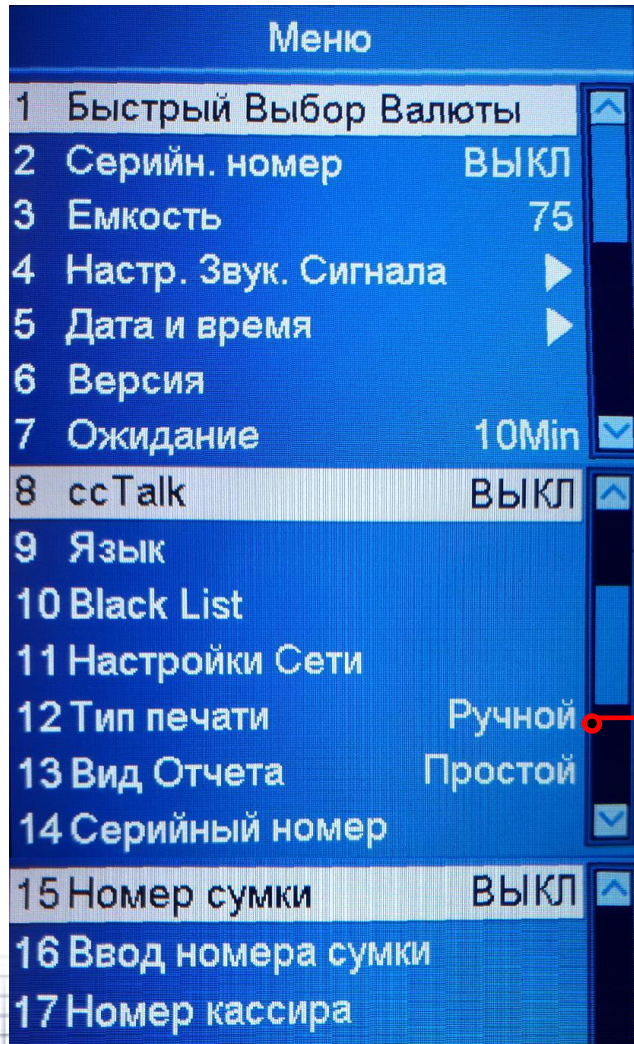 Меню
1 Быстрый Выбор Валюты
2 Серийн. номер ВЫКЛ
3 Емкость 75
4 Настр. Звук. Сигнала
5 Дата и время
6 Версия
7 Ожидание 10Min
8 ccTalk ВЫКЛ
9 Язык
10 Black List
11 Настройки Сети
12 Тип печати Ручной
13 Вид Отчета Простой
14 Серийный номер
15 Номер сумки ВЫКЛ
16 Ввод номера сумки
17 Номер кассира